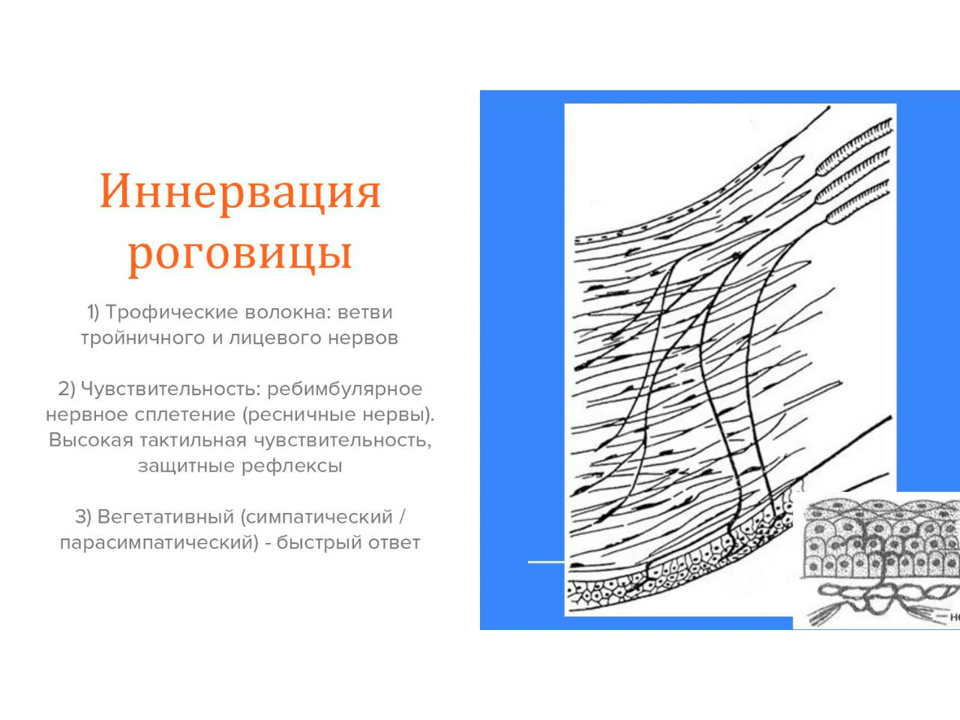 Иннервация
роговицы
1) Трофические волокна: ветви
тройничного и лицевого нервов
2) Чувствительность: ребимбулярное
нервное сплетение (ресничные нервы).
Высокая тактильная чувствительность,
защитные рефлексы
3) Вегетативный (симпатический /
парасимпатический) - быстрый ответ